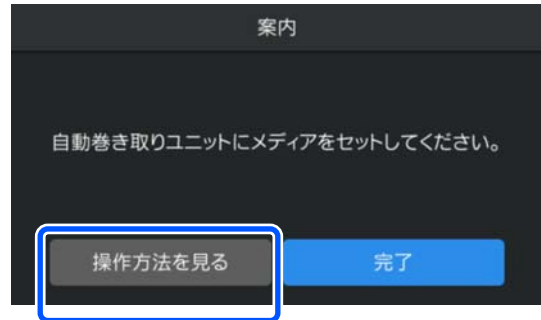 案内
自動巻き取りユニットにメディアをセットしてください。
操作方法を見る
完了